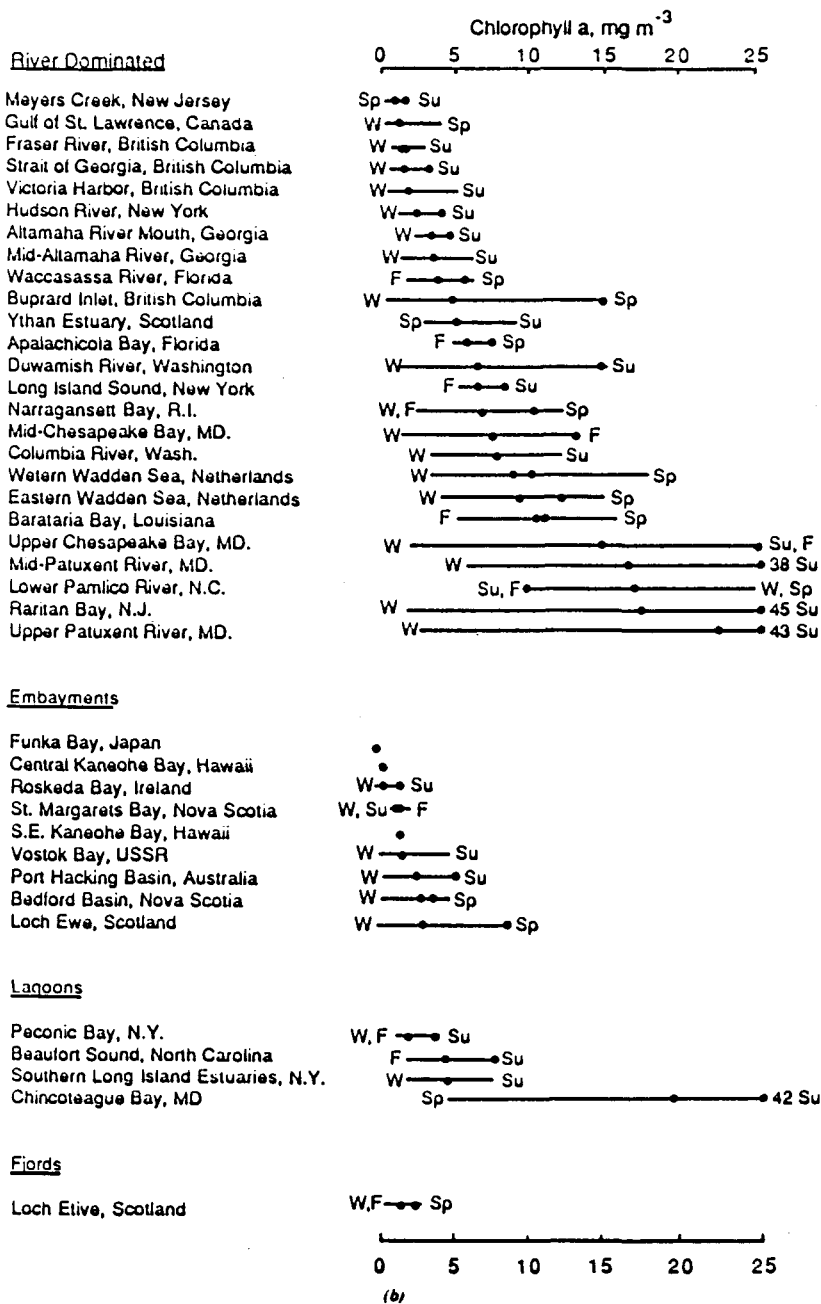 Chlorophyll a, mg m-3
River Dominated 0 5 10 15 20 25
Meyers Creek, New Jersey Sp Su
Gulf of St. Lawrence, Canada W Sp
Fraser River, British Columbia W Su
Strait of Georgia, British Columbia W Su
Victoria Harbor, British Columbia W Su
Hudson River, New York W Su
Altamaha River Mouth, Georgia W Su
Mid-Altamaha River, Georgia W Su
Waccasassa River, Florida F Sp
Buprard Inlet, British Columbia W Sp
Ythan Estuary, Scotland Sp Su
Apalachicola Bay, Florida F Sp
Duwamish River, Washington W Su
Long Island Sound, New York F Su
Narragansett Bay, R.I. W, F Sp
Mid-Chesapeake Bay, MD. W F
Columbia River, Wash. W Su
Wetern Wadden Sea, Netherlands W Sp
Eastern Wadden Sea, Netherlands W Sp
Barataria Bay, Louisiana F Sp
Upper Chesapeake Bay, MD. W Su, F
Mid-Patuxent River, MD. W 38 Su
Lower Pamlico River, N.C. Su, F W, Sp
Raritan Bay, N.J. W 45 Su
Upper Patuxent River, MD. W 43 Su
Embayments
Funka Bay, Japan
Central Kaneohe Bay, Hawaii
Roskeda Bay, Ireland W Su
St. Margarets Bay, Nova Scotia W, Su F
S.E. Kaneohe Bay, Hawaii
Vostok Bay, USSR W Su
Port Hacking Basin, Australia W Su
Bedford Basin, Nova Scotia W Sp
Loch Ewe, Scotland W Sp
Lagoons
Peconic Bay, N.Y. W, F Su
Beaufort Sound, North Carolina F Su
Southern Long Island Estuaries, N.Y. W Su
Chincoteague Bay, MD Sp 42 Su
Fjords
Loch Etive, Scotland W,F Sp
0 5 10 15 20 25
(b)